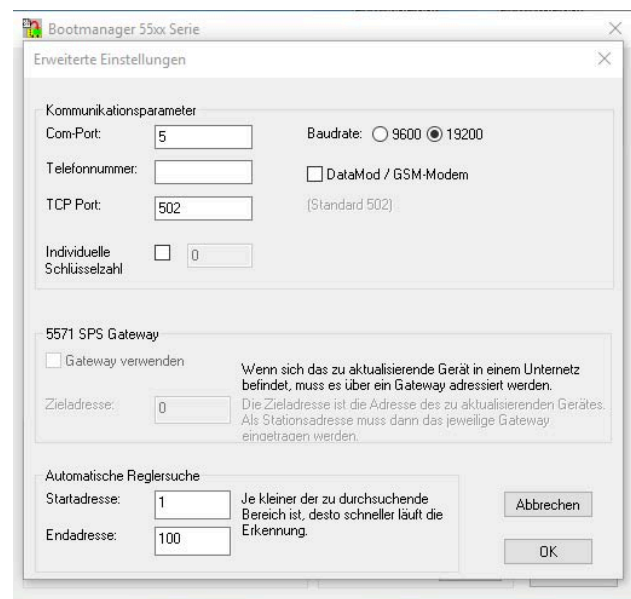 Bootmanager 55xx Serie
Erweiterte Einstellungen
Kommunikationsparameter
Com-Port: 5 Baudrate: 9600 19200
Telefonnummer: DataMod / GSM-Modem
TCP Port: 502 (Standard 502)
Individuelle
Schlüsselzahl 0
5571 SPS Gateway
Gateway verwenden
Wenn sich das zu aktualisierende Gerät in einem Unternetz
befindet, muss es über ein Gateway adressiert werden.
Zieladresse: 0
Die Zieladresse ist die Adresse des zu aktualisierenden Gerätes.
Als Stationsadresse muss dann das jeweilige Gateway
eingetragen werden.
Automatische Reglersuche
Startadresse: 1
Endadresse: 100
Je kleiner der zu durchsuchende
Bereich ist, desto schneller läuft die
Erkennung.
Abbrechen
OK